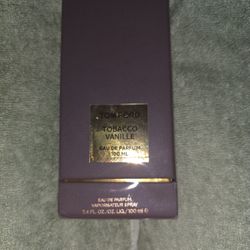 TOM FORD
TOBACCO
VANILLE
EAU DE PARFUM
100 ML
EAU DE PARFUM
VAPORISATEUR SPRAY
3.4 FL. OZ./OZ. LIQ./100 ml ℮